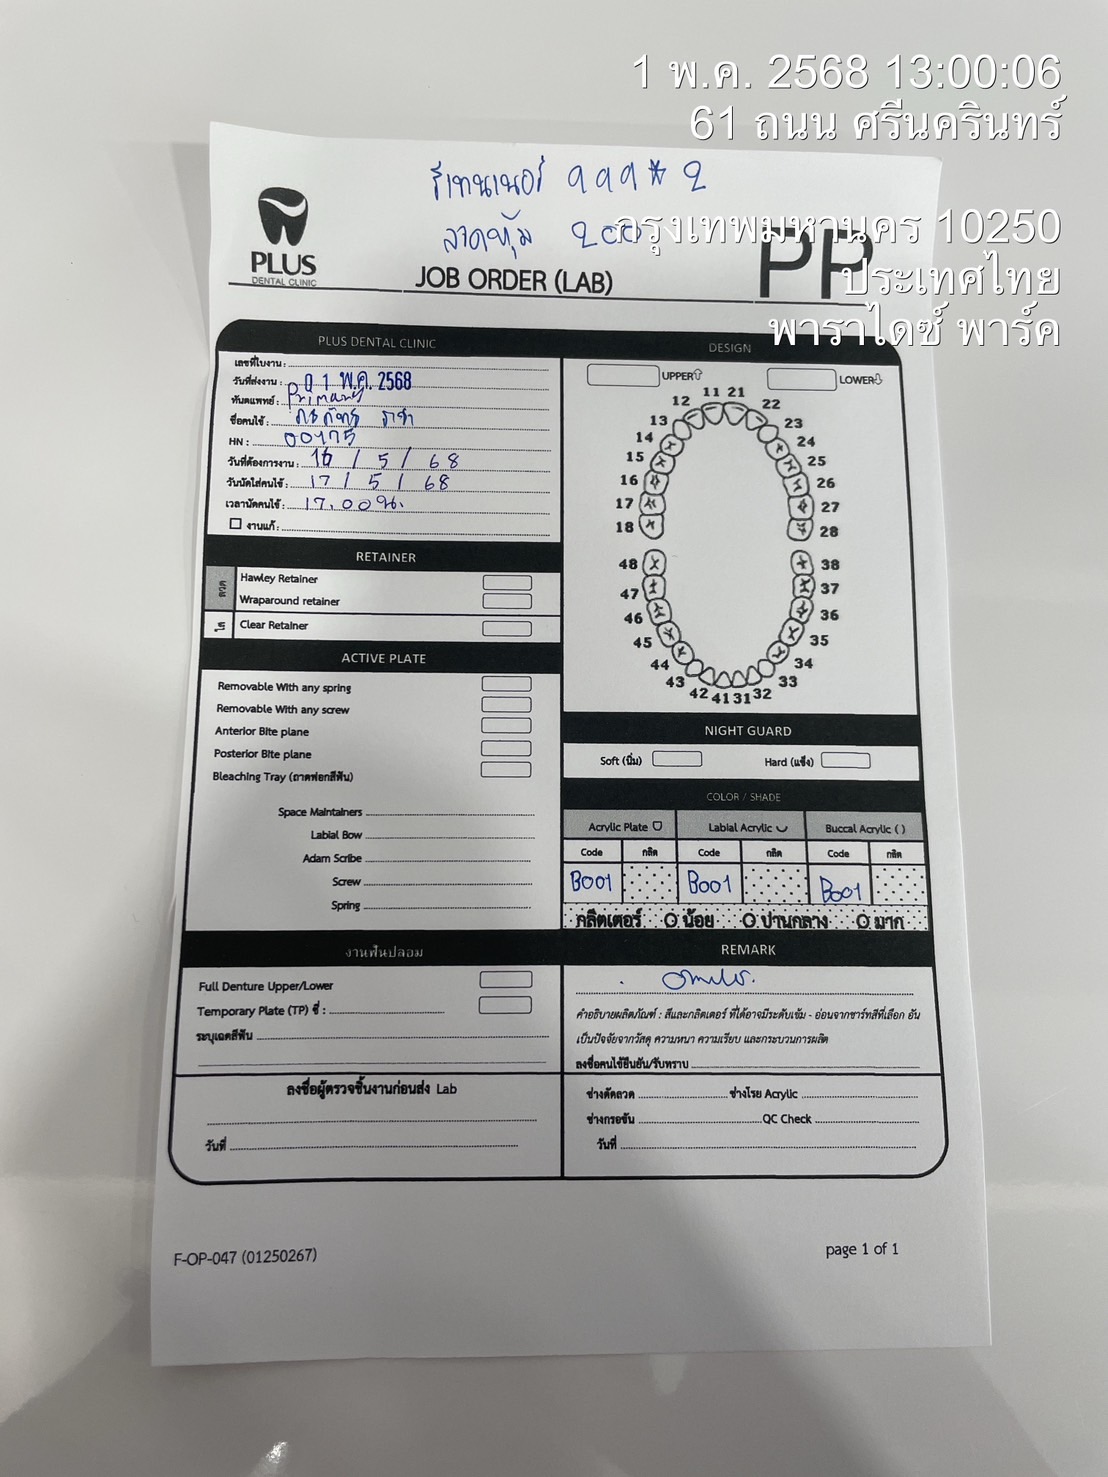 1 พ.ค. 2568 13:00:06
61 ถนน ศรีนครินทร์
กรุงเทพมหานคร 10250
ประเทศไทย
พาราไดซ์ พาร์ค
รีเทนเนอร์ ๑๑๑*2
ลวดหุ้ม 200
PLUS
DENTAL CLINIC
JOB ORDER (LAB)
PP
PLUS DENTAL CLINIC
เลขที่ใบงาน :
วันที่ส่งงาน : 01 พ.ค. 2568
ทันตแพทย์ : Primary
ชื่อคนไข้ :
HN :
วันที่ต้องการงาน : 16 / 5 / 68
วันนัดใส่คนไข้ : 17 / 5 / 68
เวลานัดคนไข้ : 17.00 น.
งานแก้ :
RETAINER
ลวด
Hawley Retainer
Wraparound retainer
ใส
Clear Retainer
ACTIVE PLATE
Removable With any spring
Removable With any screw
Anterior Bite plane
Posterior Bite plane
Bleaching Tray (ถาดฟอกสีฟัน)
Space Maintainers
Labial Bow
Adam Scribe
Screw
Spring
งานฟันปลอม
Full Denture Upper/Lower
Temporary Plate (TP) ซี่ :
ระบุเฉดสีฟัน
ลงชื่อผู้ตรวจชิ้นงานก่อนส่ง Lab
วันที่
DESIGN
UPPER LOWER
11 21
12 22
13 23
14 24
15 25
16 26
17 27
18 28
48 38
47 37
46 36
45 35
44 34
43 33
42 41 31 32
NIGHT GUARD
Soft (นิ่ม) Hard (แข็ง)
COLOR / SHADE
Acrylic Plate Labial Acrylic Buccal Acrylic ( )
Code กลิต Code กลิต Code กลิต
B001 B001 B001
กลิตเตอร์ น้อย ปานกลาง มาก
REMARK
คำอธิบายผลิตภัณฑ์ : สีและกลิตเตอร์ ที่ได้อาจมีระดับเข้ม - อ่อนจากชาร์ทสีที่เลือก อัน
เป็นปัจจัยจากวัสดุ ความหนา ความเรียบ และกระบวนการผลิต
ลงชื่อคนไข้ยืนยัน/รับทราบ
ช่างดัดลวด ช่างโรย Acrylic
ช่างกรอขัน QC Check
วันที่
F-OP-047 (01250267)
page 1 of 1